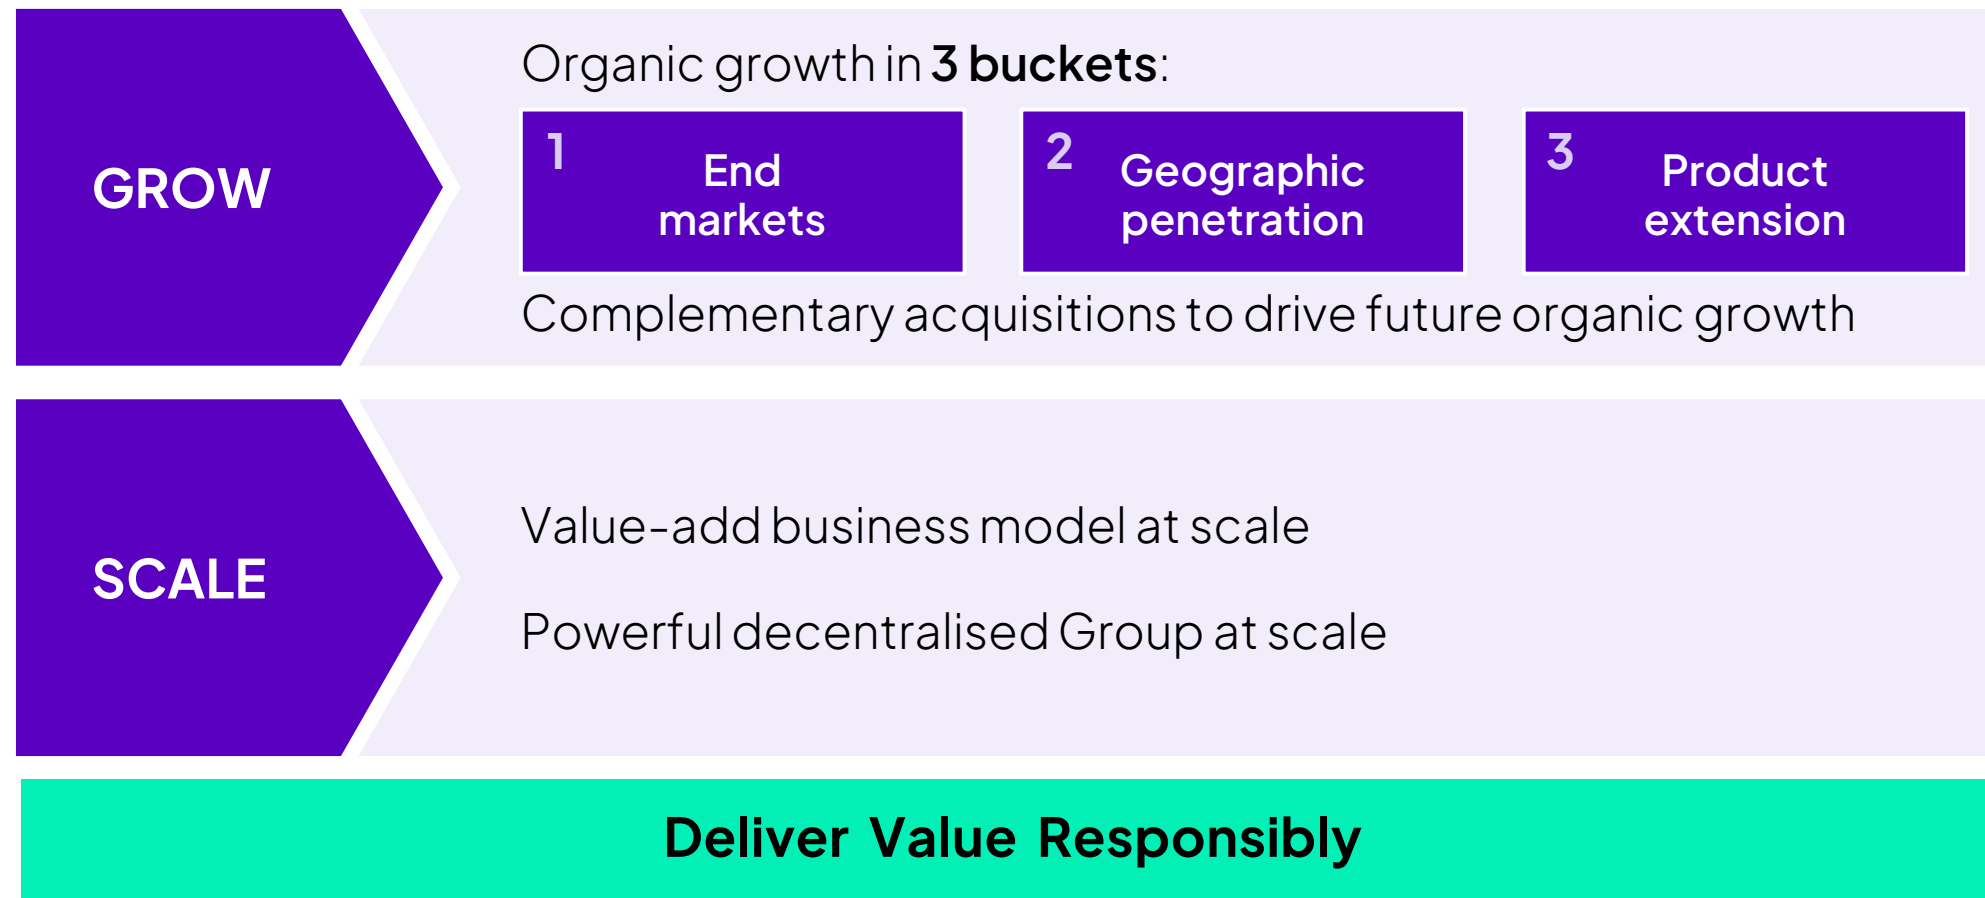 GROW
Organic growth in 3 buckets:
1
End
markets
2
Geographic
penetration
3
Product
extension
Complementary acquisitions to drive future organic growth
SCALE
Value-add business model at scale
Powerful decentralised Group at scale
Deliver Value Responsibly